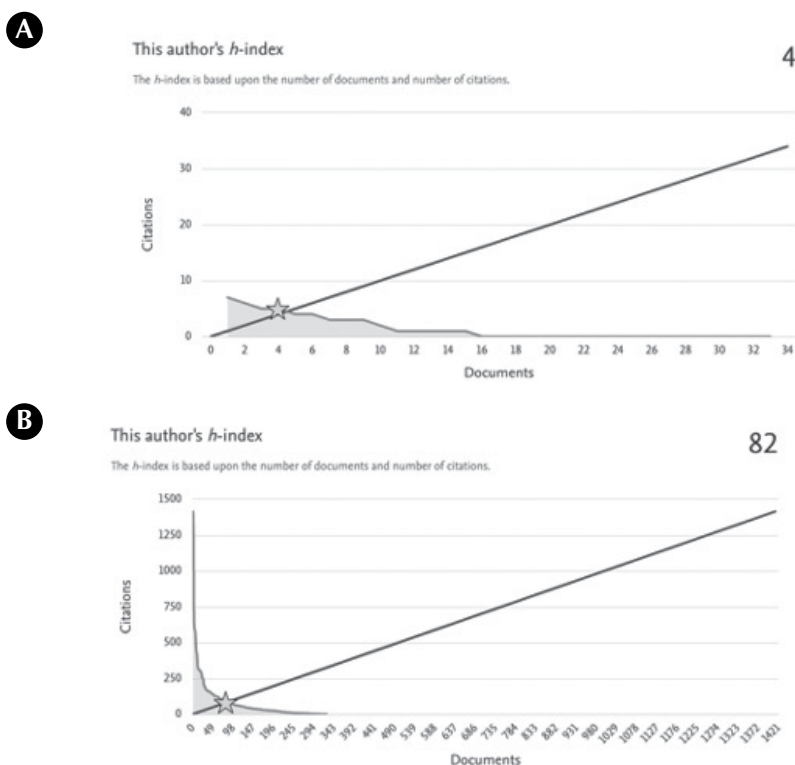 A
This author's h-index
4
The h-index is based upon the number of documents and number of citations.
40
30
20
10
0
Citations
0 2 4 6 8 10 12 14 16 18 20 22 24 26 28 30 32 34
Documents
B
This author's h-index
82
The h-index is based upon the number of documents and number of citations.
1500
1250
1000
750
500
250
0
Citations
0 49 98 147 196 245 294 343 392 441 490 539 588 637 686 735 784 833 882 931 980 1029 1078 1127 1176 1225 1274 1323 1372 1421
Documents